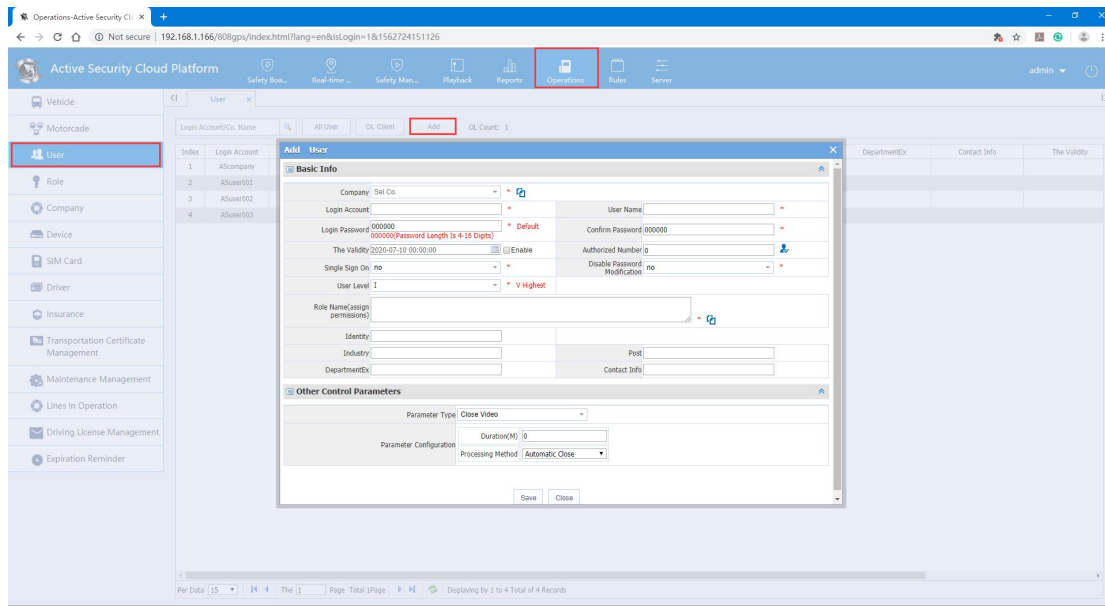 Operations-Active Security Clo
Not secure | 192.168.1.166/808gps/index.html?lang=en&isLogin=1&1562724151126
Active Security Cloud Platform
Safety Boa...
Real-time ...
Safety Man...
Playback
Reports
Operations
Rules
Server
admin
Vehicle
Motorcade
User
Role
Company
Device
SIM Card
Driver
Insurance
Transportation Certificate
Management
Maintenance Management
Lines in Operation
Driving License Management
Expiration Reminder
User
Login Account/Co. Name
All User
OL Client
Add
OL Count: 1
Index Login Account DepartmentEx Contact Info The Validity
1 AScompany
2 ASuser001
3 ASuser002
4 ASuser003
Add User
Basic Info
Company Sel Co. *
Login Account * User Name *
Login Password 000000 * Default
000000(Password Length Is 4-16 Digits)
Confirm Password 000000 *
The Validity 2020-07-10 00:00:00 Enable Authorized Number 0
Single Sign On no * Disable Password
Modification no *
User Level I * V Highest
Role Name(assign
permissions) *
Identity
Industry Post
DepartmentEx Contact Info
Other Control Parameters
Parameter Type Close Video
Parameter Configuration
Duration(M) 0
Processing Method Automatic Close
Save Close
Per Data 15 The 1 Page Total 1Page Displaying by 1 to 4 Total of 4 Records